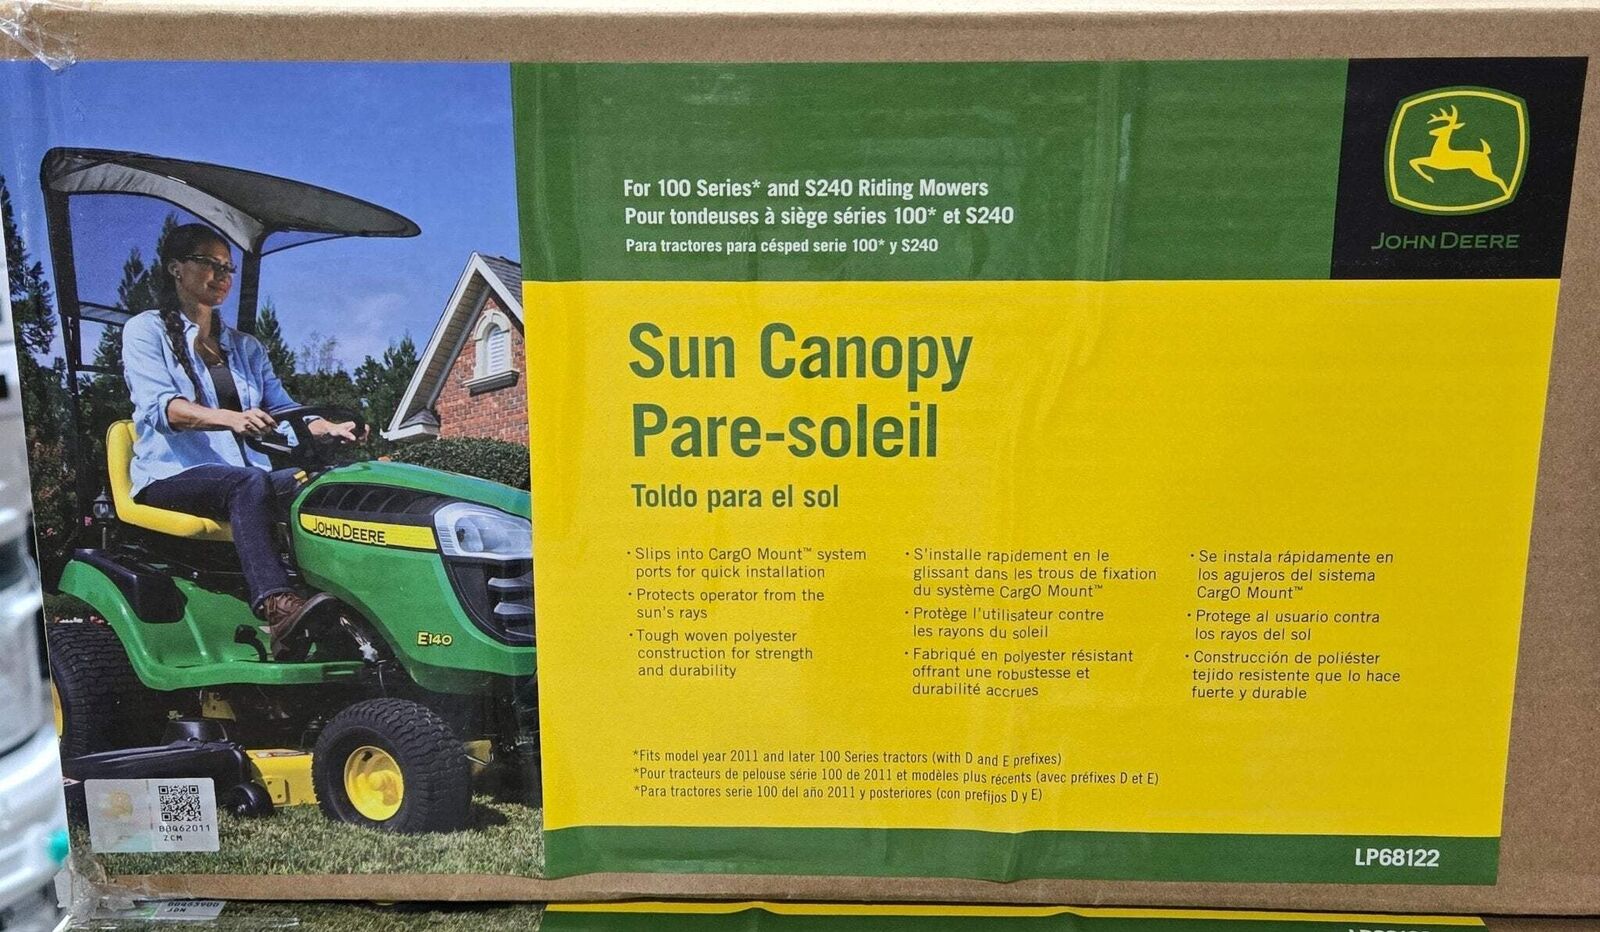 For 100 Series* and S240 Riding Mowers
Pour tondeuses à siège séries 100* et S240
Para tractores para césped serie 100* y S240
JOHN DEERE
Sun Canopy
Pare-soleil
Toldo para el sol
• Slips into CargO Mount™ system
ports for quick installation
• Protects operator from the
sun's rays
• Tough woven polyester
construction for strength
and durability
• S'installe rapidement en le
glissant dans les trous de fixation
du système CargO Mount™
• Protège l'utilisateur contre
les rayons du soleil
• Fabriqué en polyester résistant
offrant une robustesse et
durabilité accrues
• Se instala rápidamente en
los agujeros del sistema
CargO Mount™
• Protege al usuario contra
los rayos del sol
• Construcción de poliéster
tejido resistente que lo hace
fuerte y durable
*Fits model year 2011 and later 100 Series tractors (with D and E prefixes)
*Pour tracteurs de pelouse série 100 de 2011 et modèles plus récents (avec préfixes D et E)
*Para tractores serie 100 del año 2011 y posteriores (con prefijos D y E)
LP68122
JOHN DEERE
E140
BBQ62011
ZCM
JDN